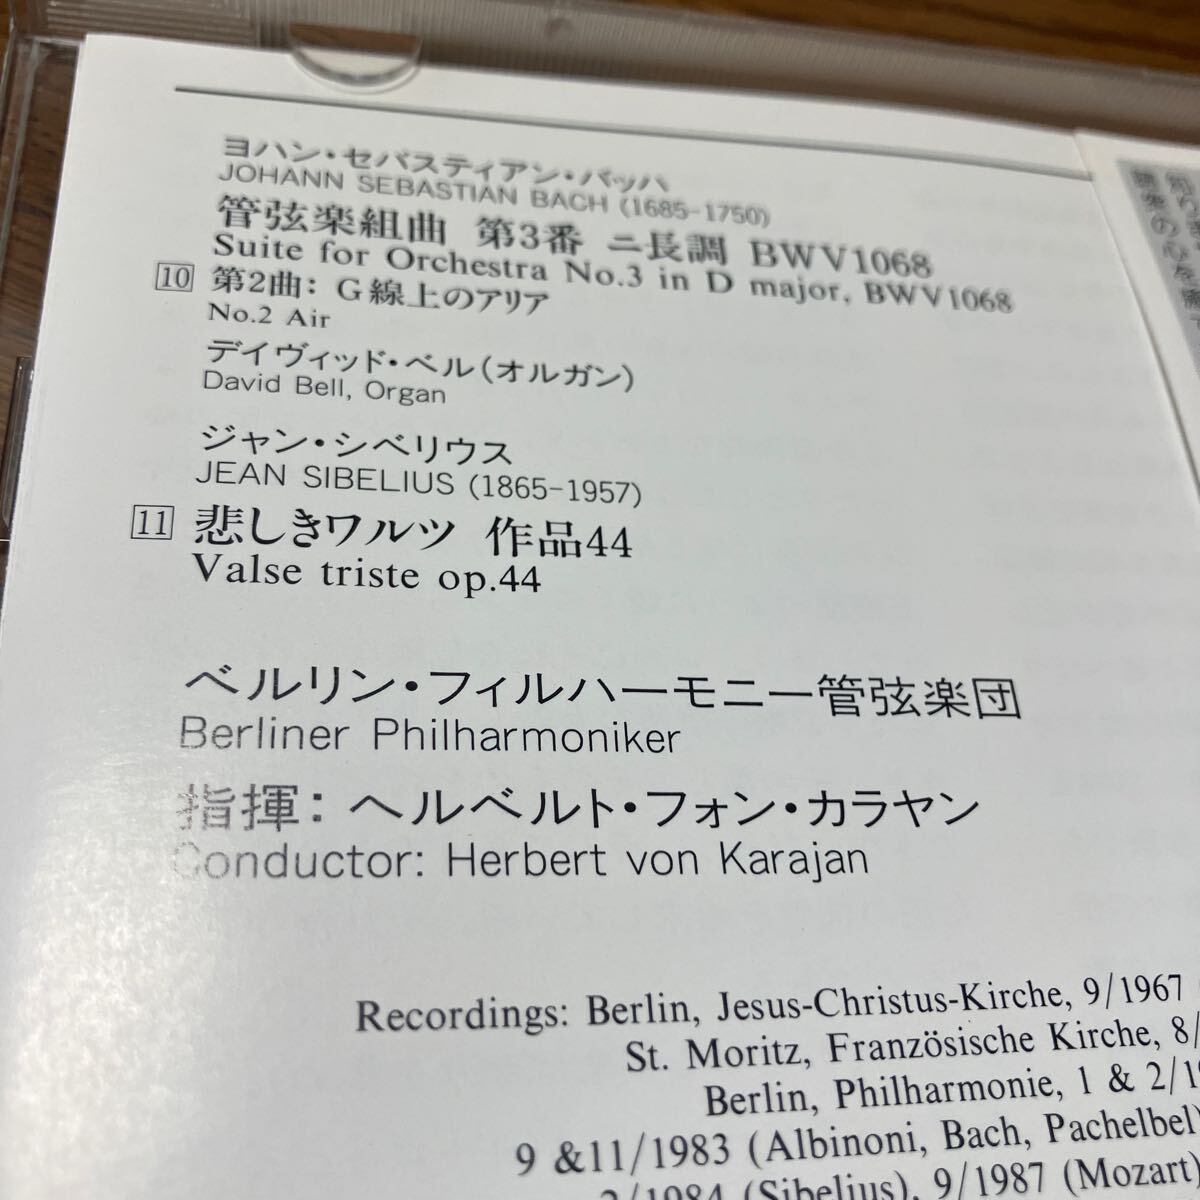 ヨハン・セバスティアン・バッハ
JOHANN SEBASTIAN BACH (1685-1750)
管弦楽組曲 第3番 ニ長調 BWV1068
Suite for Orchestra No.3 in D major, BWV1068
10 第2曲: G線上のアリア
No.2 Air
デイヴィッド・ベル(オルガン)
David Bell, Organ
ジャン・シベリウス
JEAN SIBELIUS (1865-1957)
11 悲しきワルツ 作品44
Valse triste op.44
ベルリン・フィルハーモニー管弦楽団
Berliner Philharmoniker
指揮: ヘルベルト・フォン・カラヤン
Conductor: Herbert von Karajan
Recordings: Berlin, Jesus-Christus-Kirche, 9/1967
St. Moritz, Französische Kirche, 8/
Berlin, Philharmonie, 1 & 2/
9 &11/1983 (Albinoni, Bach, Pachelbel)
2/1984 (Sibelius), 9/1987 (Mozart)